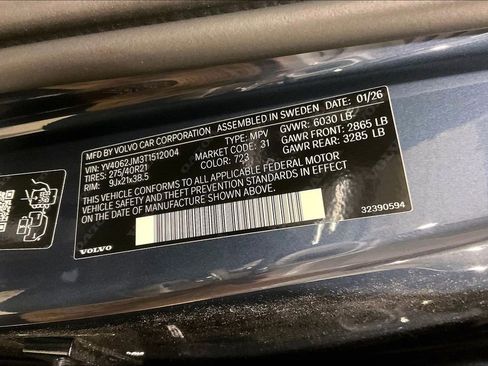 MFD BY VOLVO CAR CORPORATION ASSEMBLED IN SWEDEN DATE: 01/26
VIN: YV4062JM3T1512004 TYPE: MPV GVWR: 6030 LB
TIRES: 275/40R21 MARKET CODE: 31 GAWR FRONT: 2865 LB
RIM: 9Jx21x38.5 COLOR: 723 GAWR REAR: 3285 LB
THIS VEHICLE CONFORMS TO ALL APPLICABLE FEDERAL MOTOR
VEHICLE SAFETY AND THEFT PREVENTION STANDARDS IN EFFECT
ON THE DATE OF MANUFACTURE SHOWN ABOVE.
VOLVO
32390594